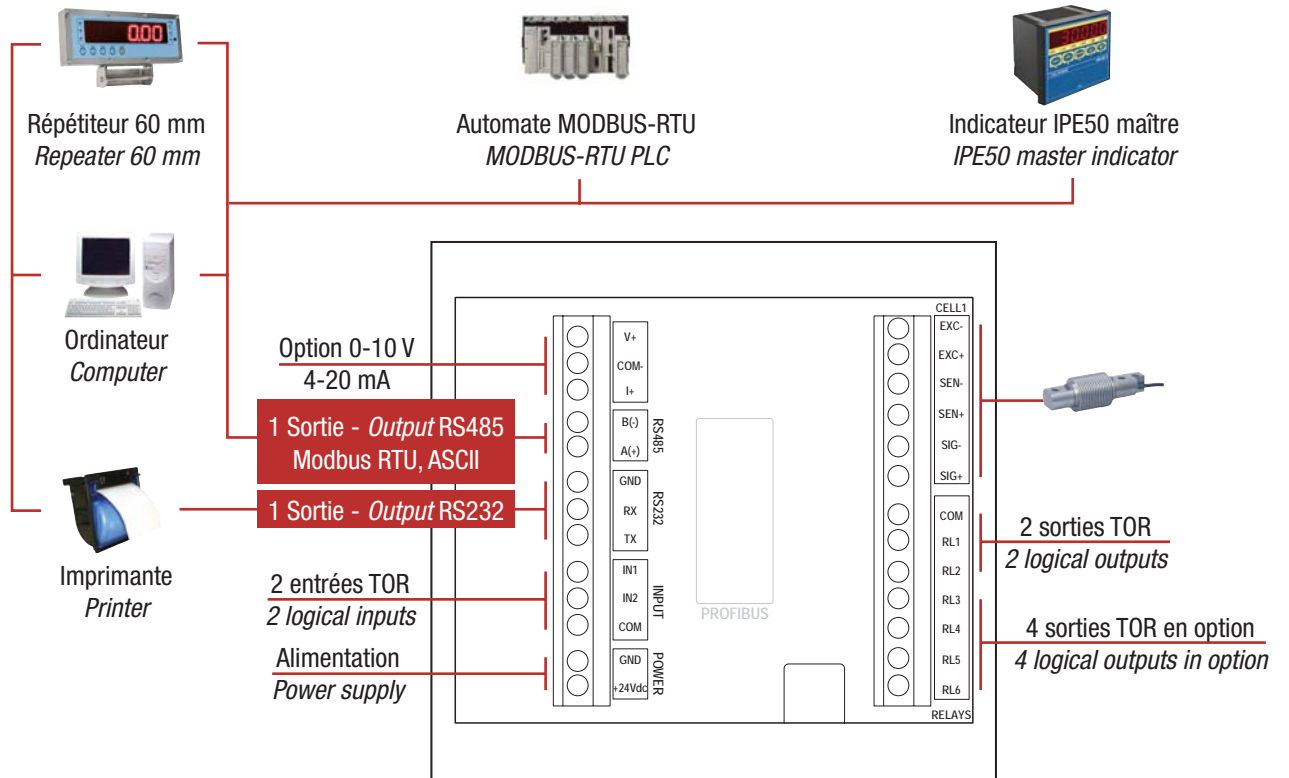 0.00
30.000
Répétiteur 60 mm
Repeater 60 mm
Automate MODBUS-RTU
MODBUS-RTU PLC
Indicateur IPE50 maître
IPE50 master indicator
Ordinateur
Computer
Imprimante
Printer
Option 0-10 V
4-20 mA
1 Sortie - Output RS485
Modbus RTU, ASCII
1 Sortie - Output RS232
2 entrées TOR
2 logical inputs
Alimentation
Power supply
V+
COM-
I+
B(-)
A(+)
RS485
GND
RX
TX
RS232
IN1
IN2
COM
INPUT
GND
+24Vdc
POWER
PROFIBUS
CELL1
EXC-
EXC+
SEN-
SEN+
SIG-
SIG+
COM
RL1
RL2
RL3
RL4
RL5
RL6
RELAYS
2 sorties TOR
2 logical outputs
4 sorties TOR en option
4 logical outputs in option